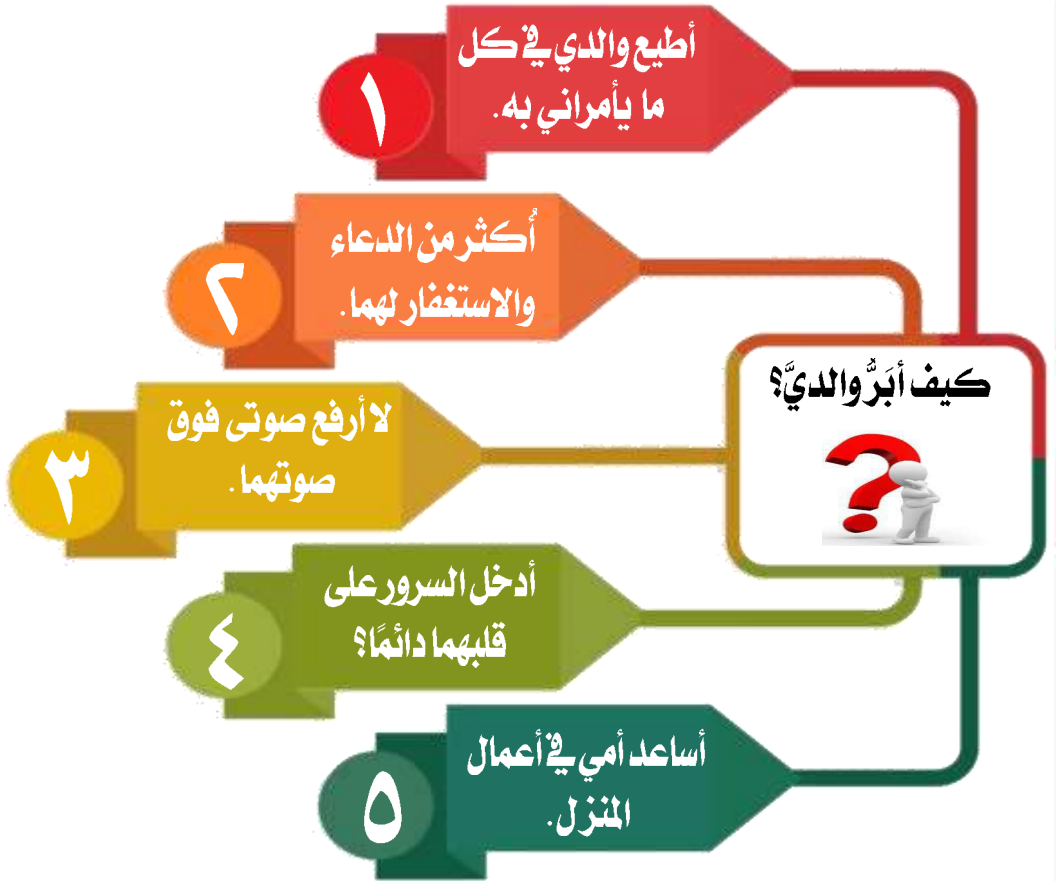 كيف أبَرُّ والديَّ؟
١
أطيع والدي في كل
ما يأمراني به.
٢
أُكثر من الدعاء
والاستغفار لهما.
٣
لا أرفع صوتى فوق
صوتهما.
٤
أدخل السرور على
قلبهما دائمًا؟
٥
أساعد أمي في أعمال
المنزل.